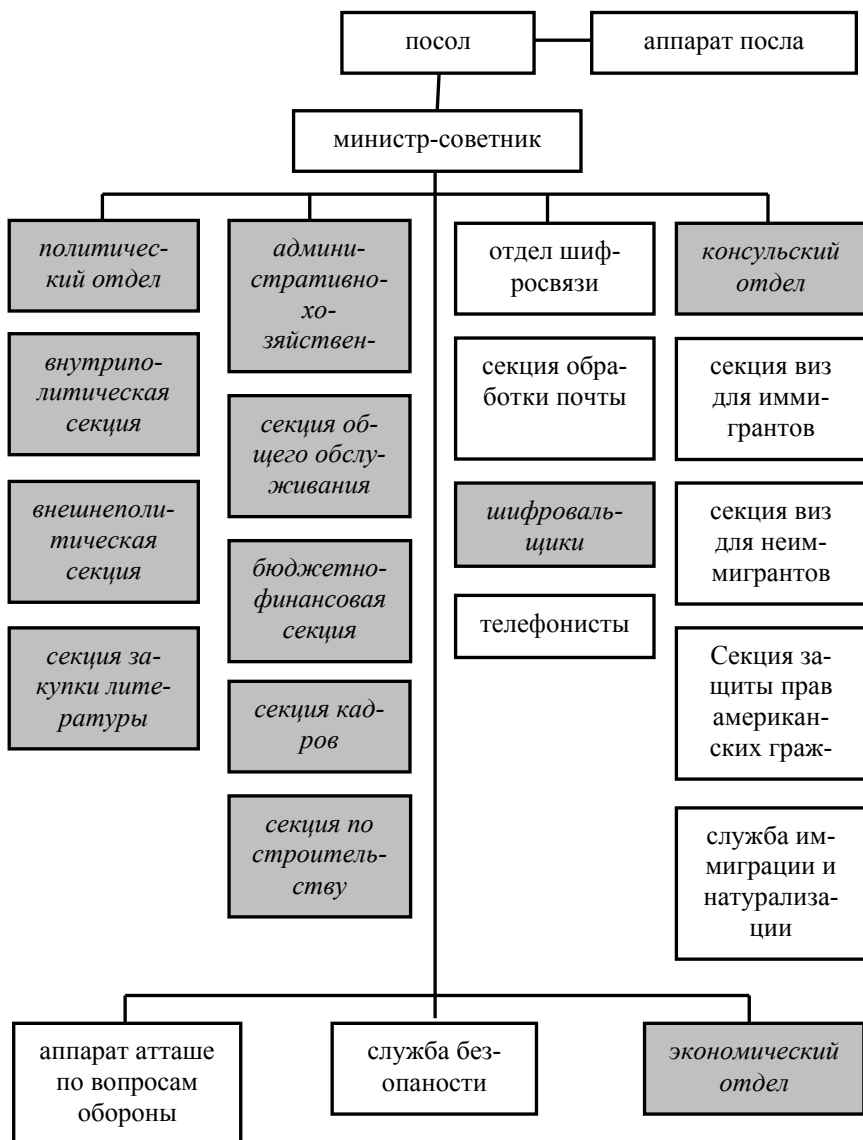 посол
аппарат посла
министр-советник
политичес-
кий отдел
внутрипо-
литическая
секция
внешнеполи-
тическая
секция
секция за-
купки лите-
ратуры
админи-
стративно-
хо-
зяйствен-
секция об-
щего обслу-
живания
бюджетно-
финансовая
секция
секция кад-
ров
секция по
строитель-
ству
отдел шиф-
росвязи
секция обра-
ботки почты
шифроваль-
щики
телефонисты
консульский
отдел
секция виз
для имми-
грантов
секция виз
для неим-
мигрантов
Секция за-
щиты прав
американ-
ских граж-
служба им-
миграции и
натурализа-
ции
аппарат атташе
по вопросам
обороны
служба без-
опаности
экономический
отдел